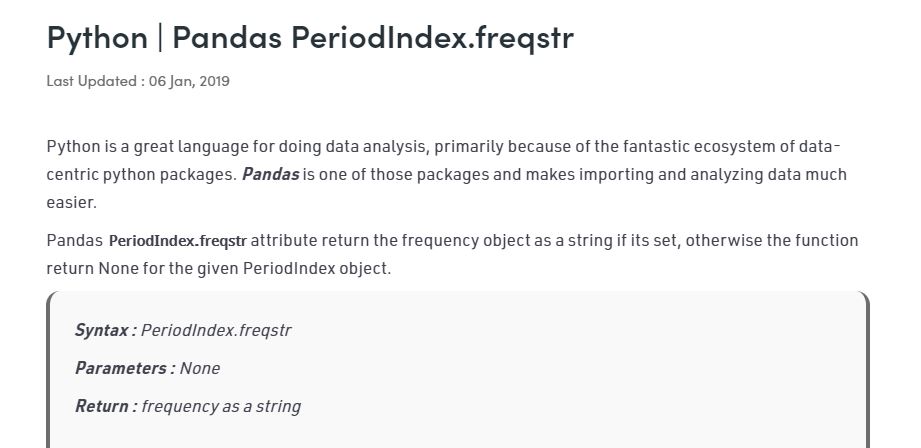 Python | Pandas PeriodIndex.freqstr
Last Updated : 06 Jan, 2019
Python is a great language for doing data analysis, primarily because of the fantastic ecosystem of data-
centric python packages. Pandas is one of those packages and makes importing and analyzing data much
easier.
Pandas PeriodIndex.freqstr attribute return the frequency object as a string if its set, otherwise the function
return None for the given PeriodIndex object.
Syntax : PeriodIndex.freqstr
Parameters : None
Return : frequency as a string